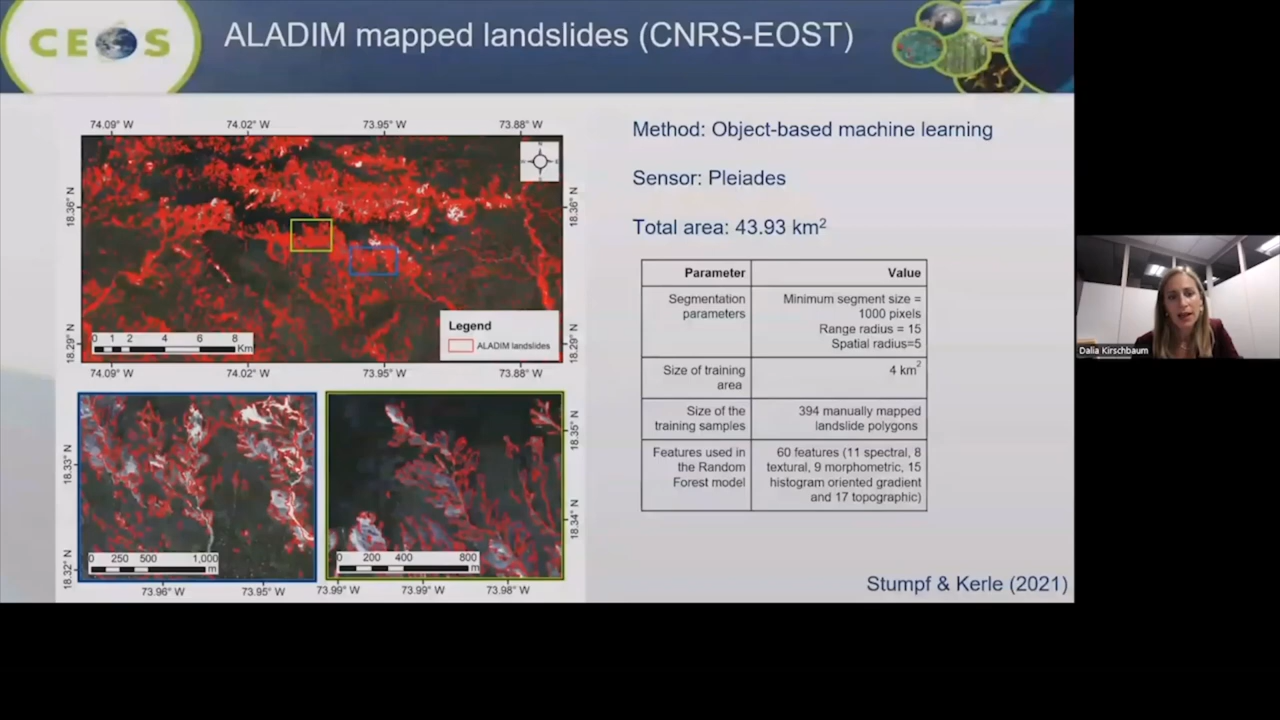 CEOS
ALADIM mapped landslides (CNRS-EOST)
74.09° W 74.02° W 73.95° W 73.88° W
18.36° N
18.36° N
18.29° N
18.29° N
0 1 2 4 6 8
Km
Legend
ALADIM landslides
74.09° W 74.02° W 73.95° W 73.88° W
18.33° N
18.32° N
0 250 500 1,000
m
73.96° W 73.95° W
18.35° N
18.34° N
0 200 400 800
m
73.99° W 73.99° W 73.98° W
Method: Object-based machine learning
Sensor: Pleiades
Total area: 43.93 km²
Parameter Value
Segmentation parameters
Minimum segment size =
1000 pixels
Range radius = 15
Spatial radius=5
Size of training
area
4 km²
Size of the
training samples
394 manually mapped
landslide polygons
Features used in
the Random
Forest model
60 features (11 spectral, 8
textural, 9 morphometric, 15
histogram oriented gradient
and 17 topographic)
Stumpf & Kerle (2021)
Dalia Kirschbaum